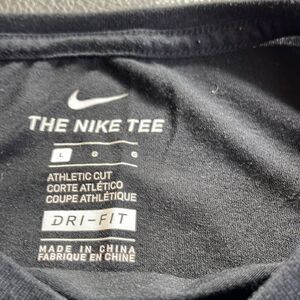 THE NIKE TEE
L G G
ATHLETIC CUT
CORTE ATLÉTICO
COUPE ATHLÉTIQUE
DRI-FIT
MADE IN CHINA
FABRIQUÉ EN CHINE